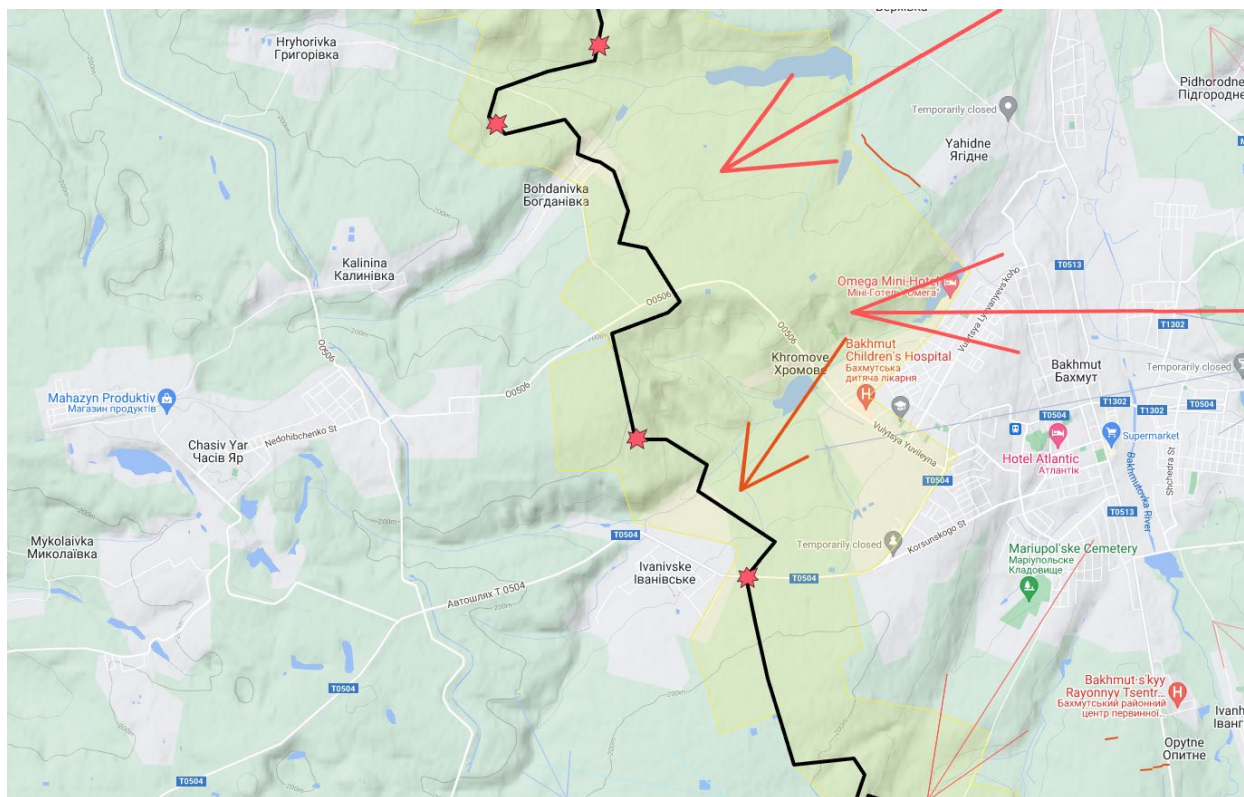 Hryhorivka
Григорівка
Pidhorodne
Підгородне
Temporarily closed
Yahidne
Ягідне
Bohdanivka
Богданівка
Kalinina
Калинівка
T0513
Omega Mini-Hotel
Міні-Готель "Омега"
O0506
O0506
T1302
Khromove
Хромове
Bakhmut
Children's Hospital
Бахмутська
дитяча лікарня
Bakhmut
Бахмут
Temporarily closed
Mahazyn Produktiv
Магазин продуктів
O0506
T1302
T1302
T0504
T0504
Nedohibchenko St
Chasiv Yar
Часів Яр
Vulytsya Yuvileyna
Supermarket
Hotel Atlantic
Атлантік
Shchedra St
Bakhmutovka River
T0504
T0513
Korsunskogo St
T0504
Mykolaivka
Миколаївка
Temporarily closed
Mariupol'ske Cemetery
Маріупольске
Кладовище
Ivanivske
Іванівське
T0504
Автошлях Т 0504
T0504
Bakhmut·s'kyy
Rayonnyy Tsentr...
Бахмутський районний
центр первинної...
Opytne
Опитне
T0504